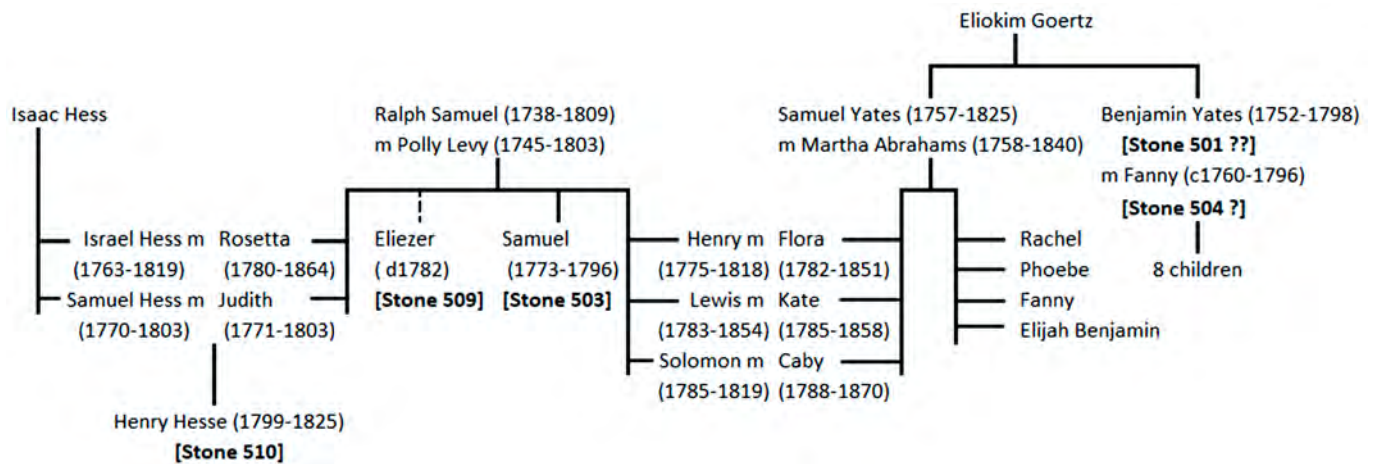 Eliokim Goertz
Isaac Hess
Ralph Samuel (1738-1809)
m Polly Levy (1745-1803)
Samuel Yates (1757-1825)
m Martha Abrahams (1758-1840)
Benjamin Yates (1752-1798)
[Stone 501 ??]
m Fanny (c1760-1796)
[Stone 504 ?]
8 children
Israel Hess m Rosetta
(1763-1819) (1780-1864)
Samuel Hess m Judith
(1770-1803) (1771-1803)
Henry Hesse (1799-1825)
[Stone 510]
Eliezer
( d1782)
[Stone 509]
Samuel
(1773-1796)
[Stone 503]
Henry m Flora
(1775-1818) (1782-1851)
Lewis m Kate
(1783-1854) (1785-1858)
Solomon m Caby
(1785-1819) (1788-1870)
Rachel
Phoebe
Fanny
Elijah Benjamin